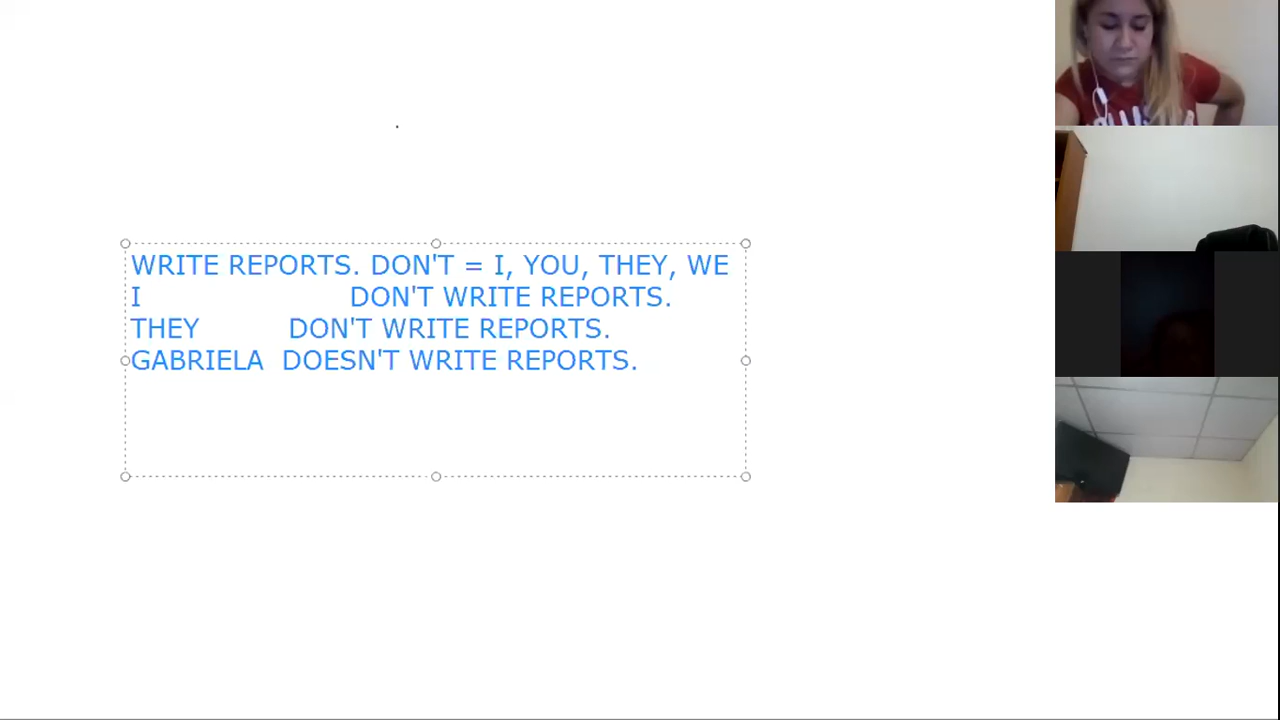 WRITE REPORTS. DON'T = I, YOU, THEY, WE
I DON'T WRITE REPORTS.
THEY DON'T WRITE REPORTS.
GABRIELA DOESN'T WRITE REPORTS.